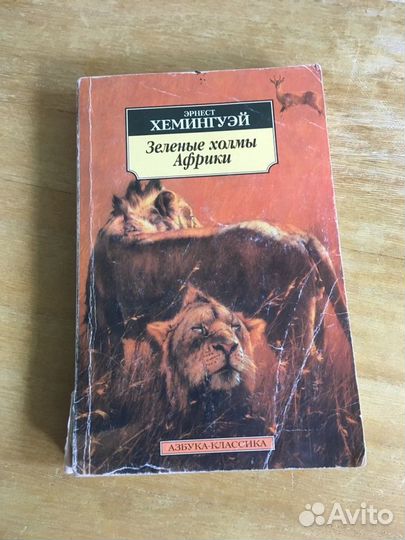 ЭРНЕСТ
ХЕМИНГУЭЙ
Зеленые холмы
Африки
АЗБУКА-КЛАССИКА
Avito